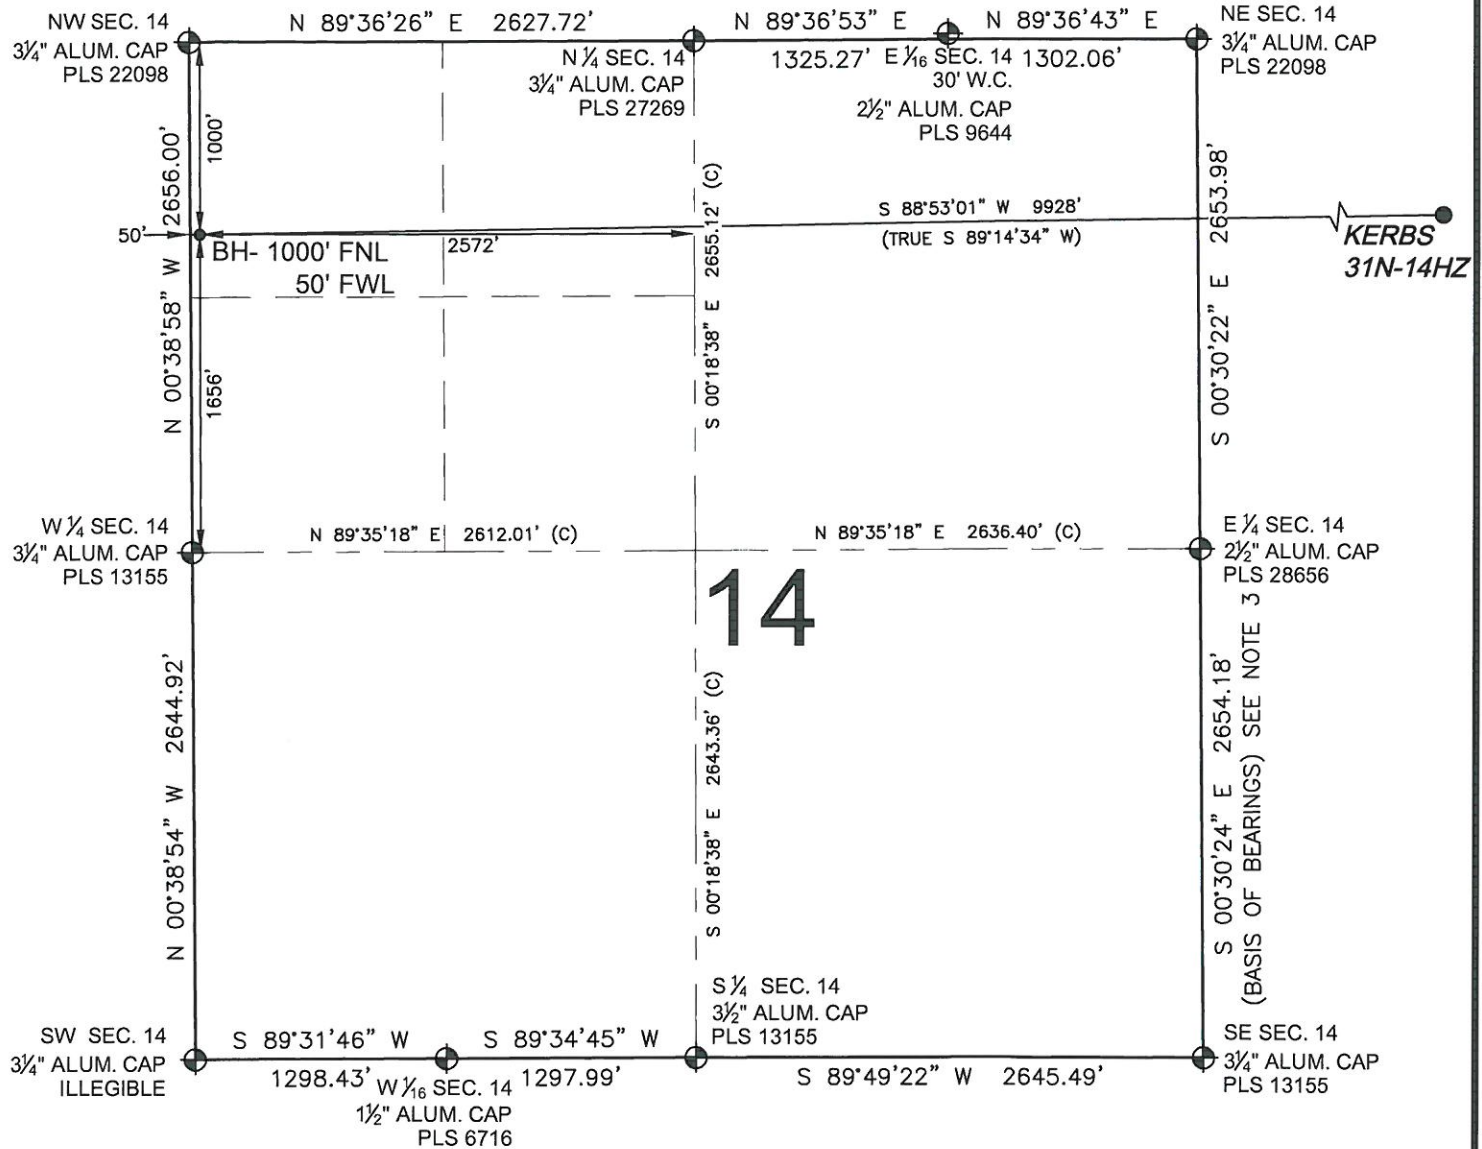 NW SEC. 14
3¼" ALUM. CAP
PLS 22098
N 89°36'26" E 2627.72'
N ¼ SEC. 14
3¼" ALUM. CAP
PLS 27269
N 89°36'53" E
1325.27'
E ⅟16 SEC. 14
30' W.C.
2½" ALUM. CAP
PLS 9644
N 89°36'43" E
1302.06'
NE SEC. 14
3¼" ALUM. CAP
PLS 22098
1000'
N 00°38'58" W 2656.00'
50'
BH- 1000' FNL
50' FWL
2572'
1656'
S 00°18'38" E 2655.12' (C)
S 88°53'01" W 9928'
(TRUE S 89°14'34" W)
S 00°30'22" E 2653.98'
KERBS
31N-14HZ
W ¼ SEC. 14
3¼" ALUM. CAP
PLS 13155
N 89°35'18" E 2612.01' (C)
N 89°35'18" E 2636.40' (C)
E ¼ SEC. 14
2½" ALUM. CAP
PLS 28656
14
N 00°38'54" W 2644.92'
S 00°18'38" E 2643.36' (C)
S 00°30'24" E 2654.18'
(BASIS OF BEARINGS) SEE NOTE 3
SW SEC. 14
3¼" ALUM. CAP
ILLEGIBLE
S 89°31'46" W
1298.43'
W ⅟16 SEC. 14
1½" ALUM. CAP
PLS 6716
S 89°34'45" W
1297.99'
S ¼ SEC. 14
3½" ALUM. CAP
PLS 13155
S 89°49'22" W 2645.49'
SE SEC. 14
3¼" ALUM. CAP
PLS 13155